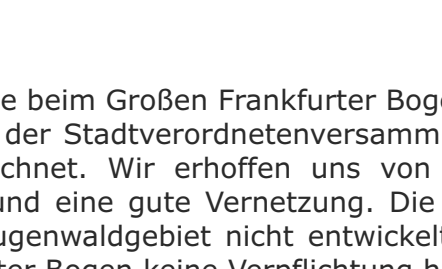 e beim Großen Frankfurter Boge
der Stadtverordnetenversamm
chnet. Wir erhoffen uns von
und eine gute Vernetzung. Die
ugenwaldgebiet nicht entwickelt
ter Bogen keine Verpflichtung b